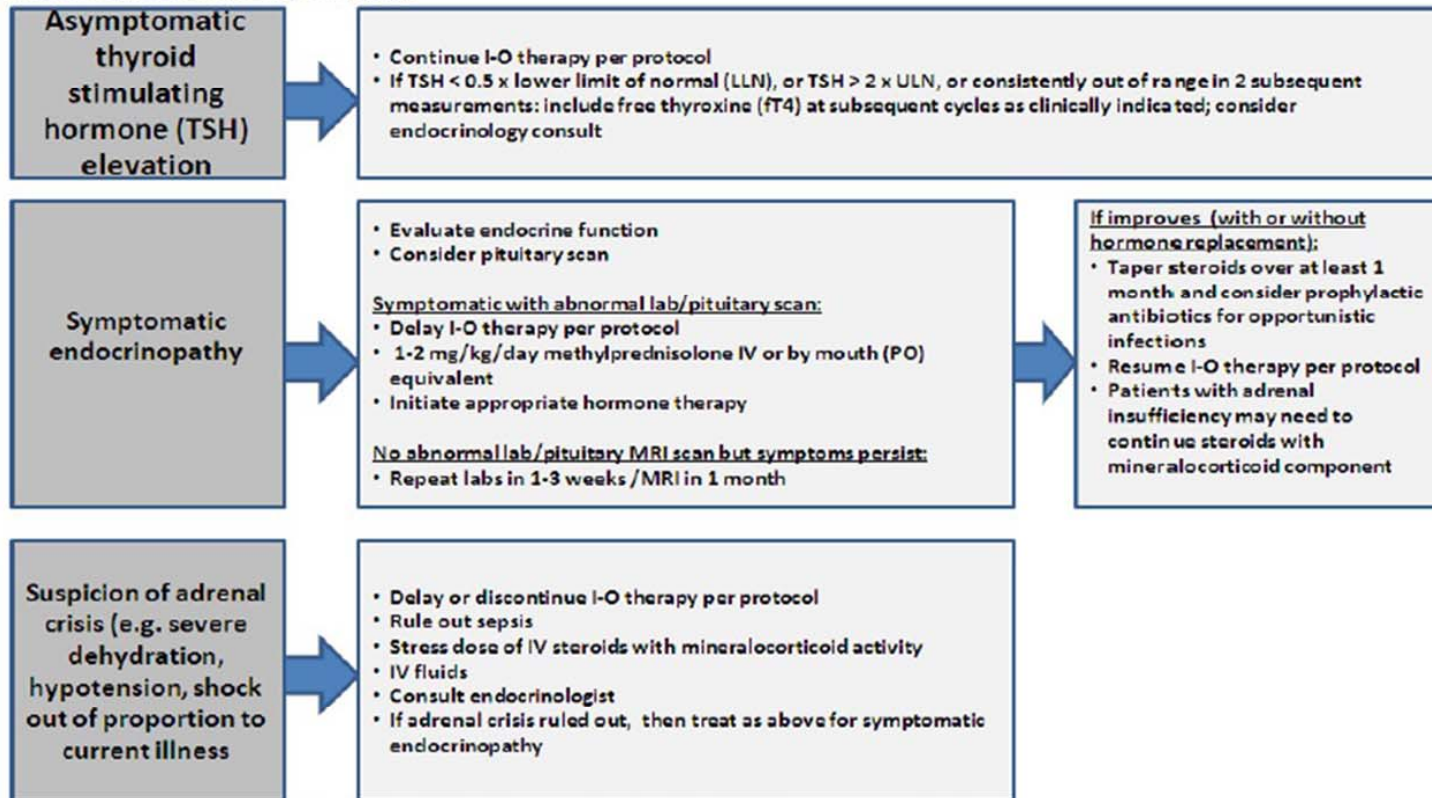 Asymptomatic
thyroid
stimulating
hormone (TSH)
elevation
• Continue I-O therapy per protocol
• If TSH < 0.5 x lower limit of normal (LLN), or TSH > 2 x ULN, or consistently out of range in 2 subsequent
measurements: include free thyroxine (fT4) at subsequent cycles as clinically indicated; consider
endocrinology consult
Symptomatic
endocrinopathy
• Evaluate endocrine function
• Consider pituitary scan
Symptomatic with abnormal lab/pituitary scan:
• Delay I-O therapy per protocol
• 1-2 mg/kg/day methylprednisolone IV or by mouth (PO)
equivalent
• Initiate appropriate hormone therapy
No abnormal lab/pituitary MRI scan but symptoms persist:
• Repeat labs in 1-3 weeks /MRI in 1 month
If improves (with or without
hormone replacement):
• Taper steroids over at least 1
month and consider prophylactic
antibiotics for opportunistic
infections
• Resume I-O therapy per protocol
• Patients with adrenal
insufficiency may need to
continue steroids with
mineralocorticoid component
Suspicion of adrenal
crisis (e.g. severe
dehydration,
hypotension, shock
out of proportion to
current illness
• Delay or discontinue I-O therapy per protocol
• Rule out sepsis
• Stress dose of IV steroids with mineralocorticoid activity
• IV fluids
• Consult endocrinologist
• If adrenal crisis ruled out, then treat as above for symptomatic
endocrinopathy